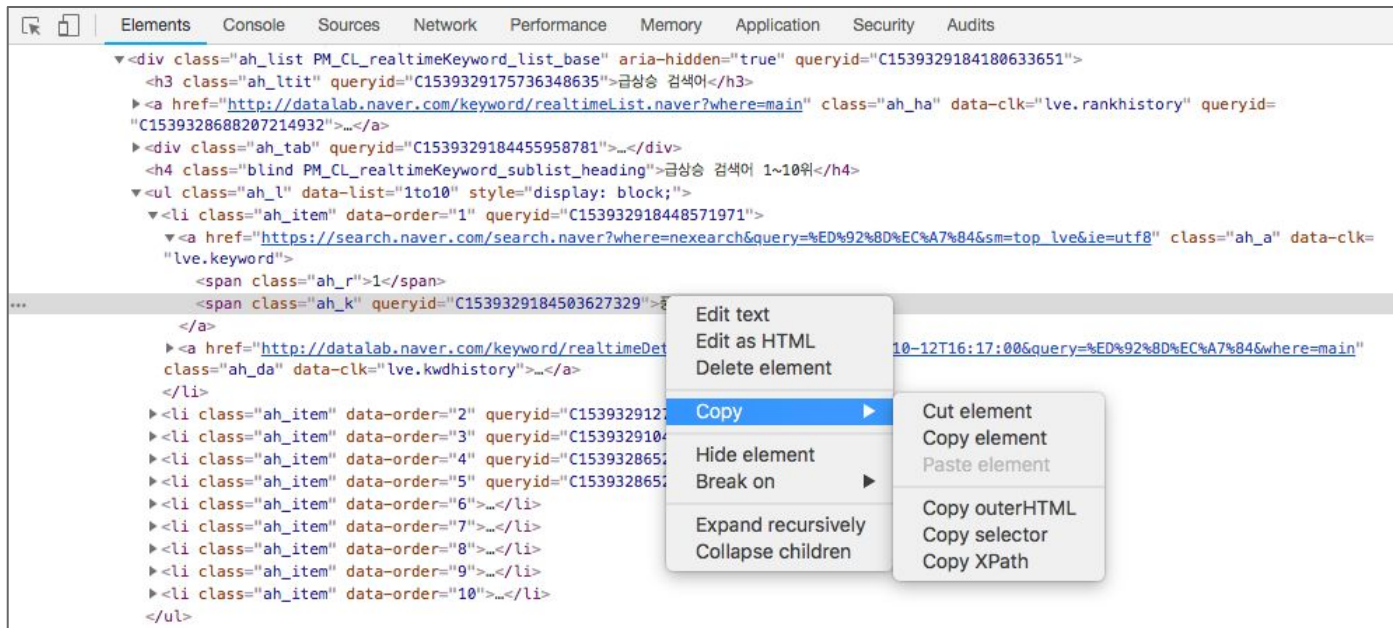 Elements Console Sources Network Performance Memory Application Security Audits
▼<div class="ah_list PM_CL_realtimeKeyword_list_base" aria-hidden="true" queryid="C1539329184180633651">
<h3 class="ah_ltit" queryid="C1539329175736348635">급상승 검색어</h3>
▶<a href="http://datalab.naver.com/keyword/realtimeList.naver?where=main" class="ah_ha" data-clk="lve.rankhistory" queryid=
"C1539328688207214932">…</a>
▶<div class="ah_tab" queryid="C1539329184455958781">…</div>
<h4 class="blind PM_CL_realtimeKeyword_sublist_heading">급상승 검색어 1~10위</h4>
▼<ul class="ah_l" data-list="1to10" style="display: block;">
▼<li class="ah_item" data-order="1" queryid="C153932918448571971">
▼<a href="https://search.naver.com/search.naver?where=nexearch&query=%ED%92%8D%EC%A7%84&sm=top_lve&ie=utf8" class="ah_a" data-clk=
"lve.keyword">
<span class="ah_r">1</span>
… <span class="ah_k" queryid="C1539329184503627329">
</a>
▶<a href="http://datalab.naver.com/keyword/realtimeDet 10-12T16:17:00&query=%ED%92%8D%EC%A7%84&where=main"
class="ah_da" data-clk="lve.kwdhistory">…</a>
</li>
▶<li class="ah_item" data-order="2" queryid="C1539329127
▶<li class="ah_item" data-order="3" queryid="C1539329104
▶<li class="ah_item" data-order="4" queryid="C1539328652
▶<li class="ah_item" data-order="5" queryid="C1539328652
▶<li class="ah_item" data-order="6">…</li>
▶<li class="ah_item" data-order="7">…</li>
▶<li class="ah_item" data-order="8">…</li>
▶<li class="ah_item" data-order="9">…</li>
▶<li class="ah_item" data-order="10">…</li>
</ul>
Edit text
Edit as HTML
Delete element
Copy ▶
Hide element
Break on ▶
Expand recursively
Collapse children
Cut element
Copy element
Paste element
Copy outerHTML
Copy selector
Copy XPath